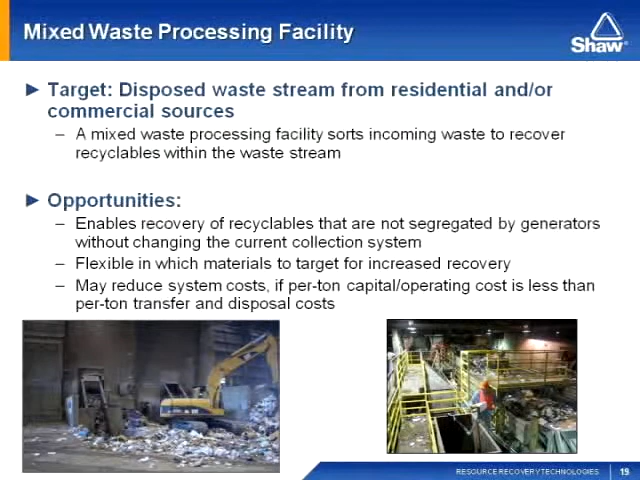 Mixed Waste Processing Facility
Shaw®
► Target: Disposed waste stream from residential and/or
commercial sources
– A mixed waste processing facility sorts incoming waste to recover
recyclables within the waste stream
► Opportunities:
– Enables recovery of recyclables that are not segregated by generators
without changing the current collection system
– Flexible in which materials to target for increased recovery
– May reduce system costs, if per-ton capital/operating cost is less than
per-ton transfer and disposal costs
RESOURCE RECOVERY TECHNOLOGIES 19